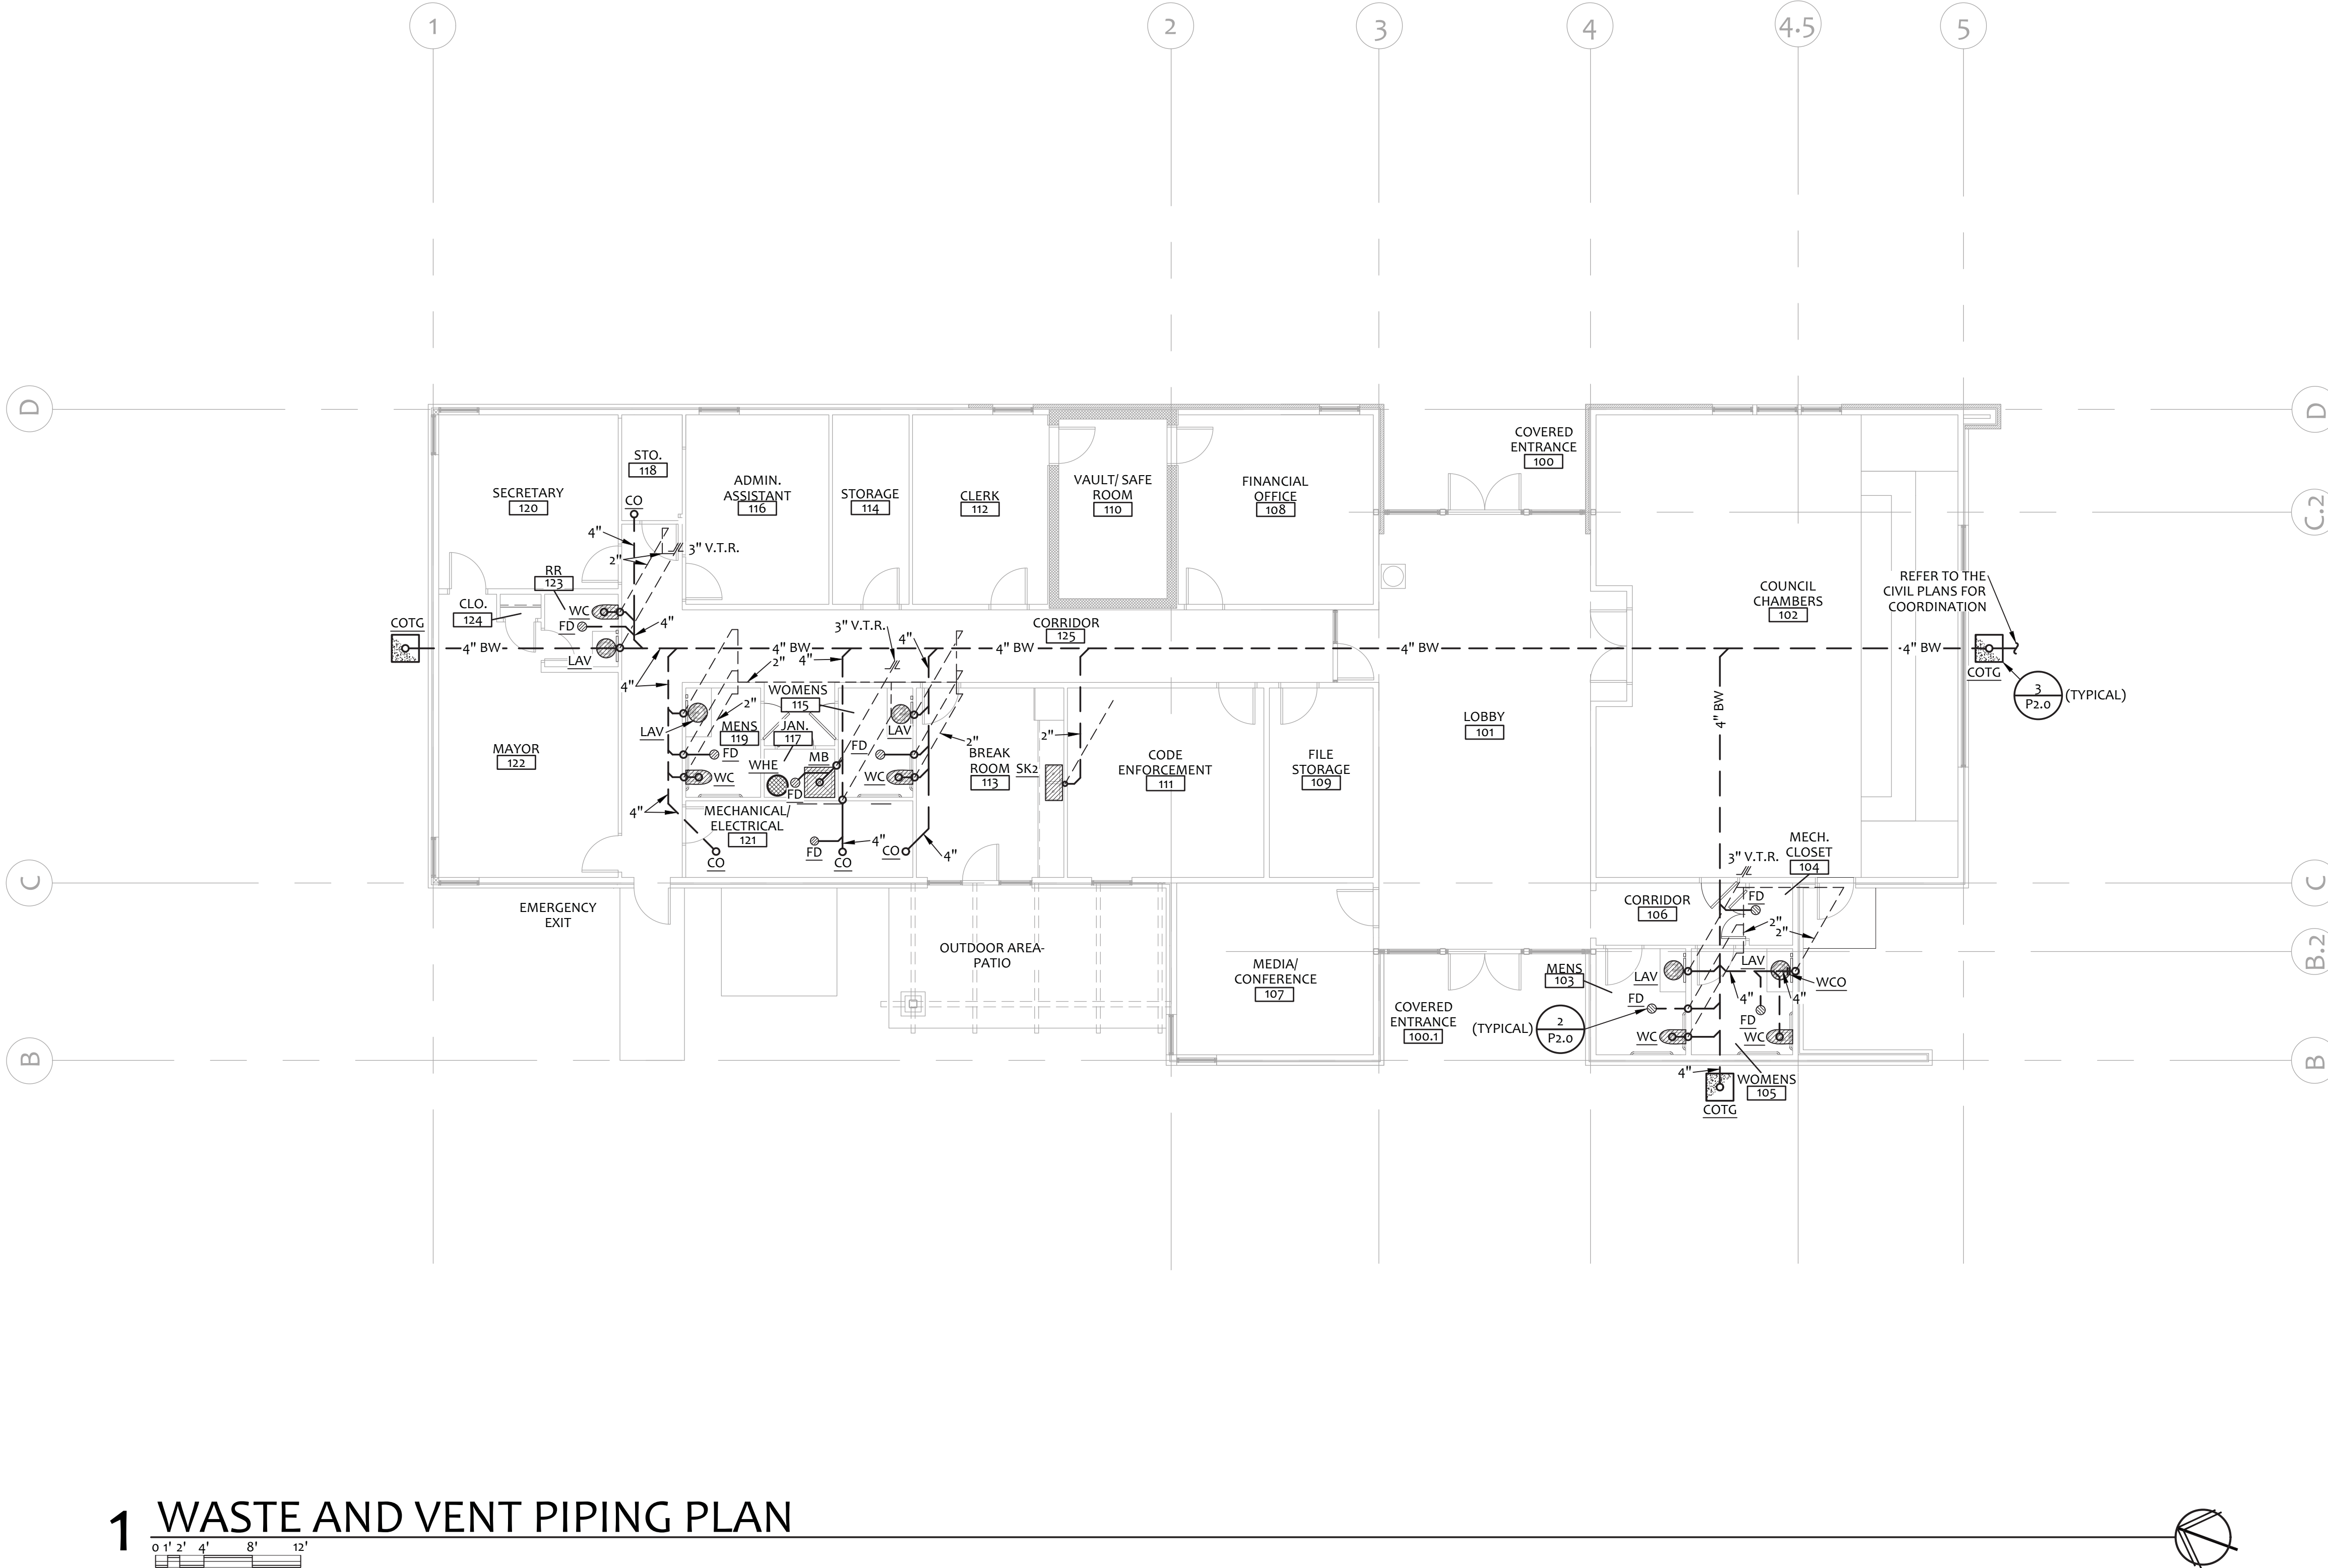 1
2
3
4
4.5
5
D
D
COVERED
ENTRANCE
100
STO.
118
SECRETARY
120
ADMIN.
ASSISTANT
116
STORAGE
114
CLERK
112
VAULT/ SAFE
ROOM
110
FINANCIAL
OFFICE
108
CO
C.2
4"
2"
3" V.T.R.
RR
123
WC
CLO.
124
FD
4"
LAV
COTG
4" BW
3" V.T.R.
4"
CORRIDOR
125
COUNCIL
CHAMBERS
102
REFER TO THE
CIVIL PLANS FOR
COORDINATION
4" BW
4"
2"
4" BW
4" BW
4" BW
COTG
3
P2.0
(TYPICAL)
4"
WOMENS
115
2"
LAV
MENS
119
JAN.
117
FD
WHE
MB
WC
FD
FD
LAV
WC
2"
BREAK
ROOM
113
SK2
2"
CODE
ENFORCEMENT
111
FILE
STORAGE
109
LOBBY
101
4" BW
MAYOR
122
4"
MECHANICAL/
ELECTRICAL
121
CO
FD
4"
CO
CO
4"
MECH.
CLOSET
104
3" V.T.R.
C
C
EMERGENCY
EXIT
CORRIDOR
106
FD
2"
2"
OUTDOOR AREA-
PATIO
B.2
MEDIA/
CONFERENCE
107
MENS
103
LAV
LAV
WCO
FD
4"
4"
COVERED
ENTRANCE
100.1
(TYPICAL)
2
P2.0
FD
WC
WC
B
B
4"
WOMENS
105
COTG
1 WASTE AND VENT PIPING PLAN
0 1' 2' 4' 8' 12'